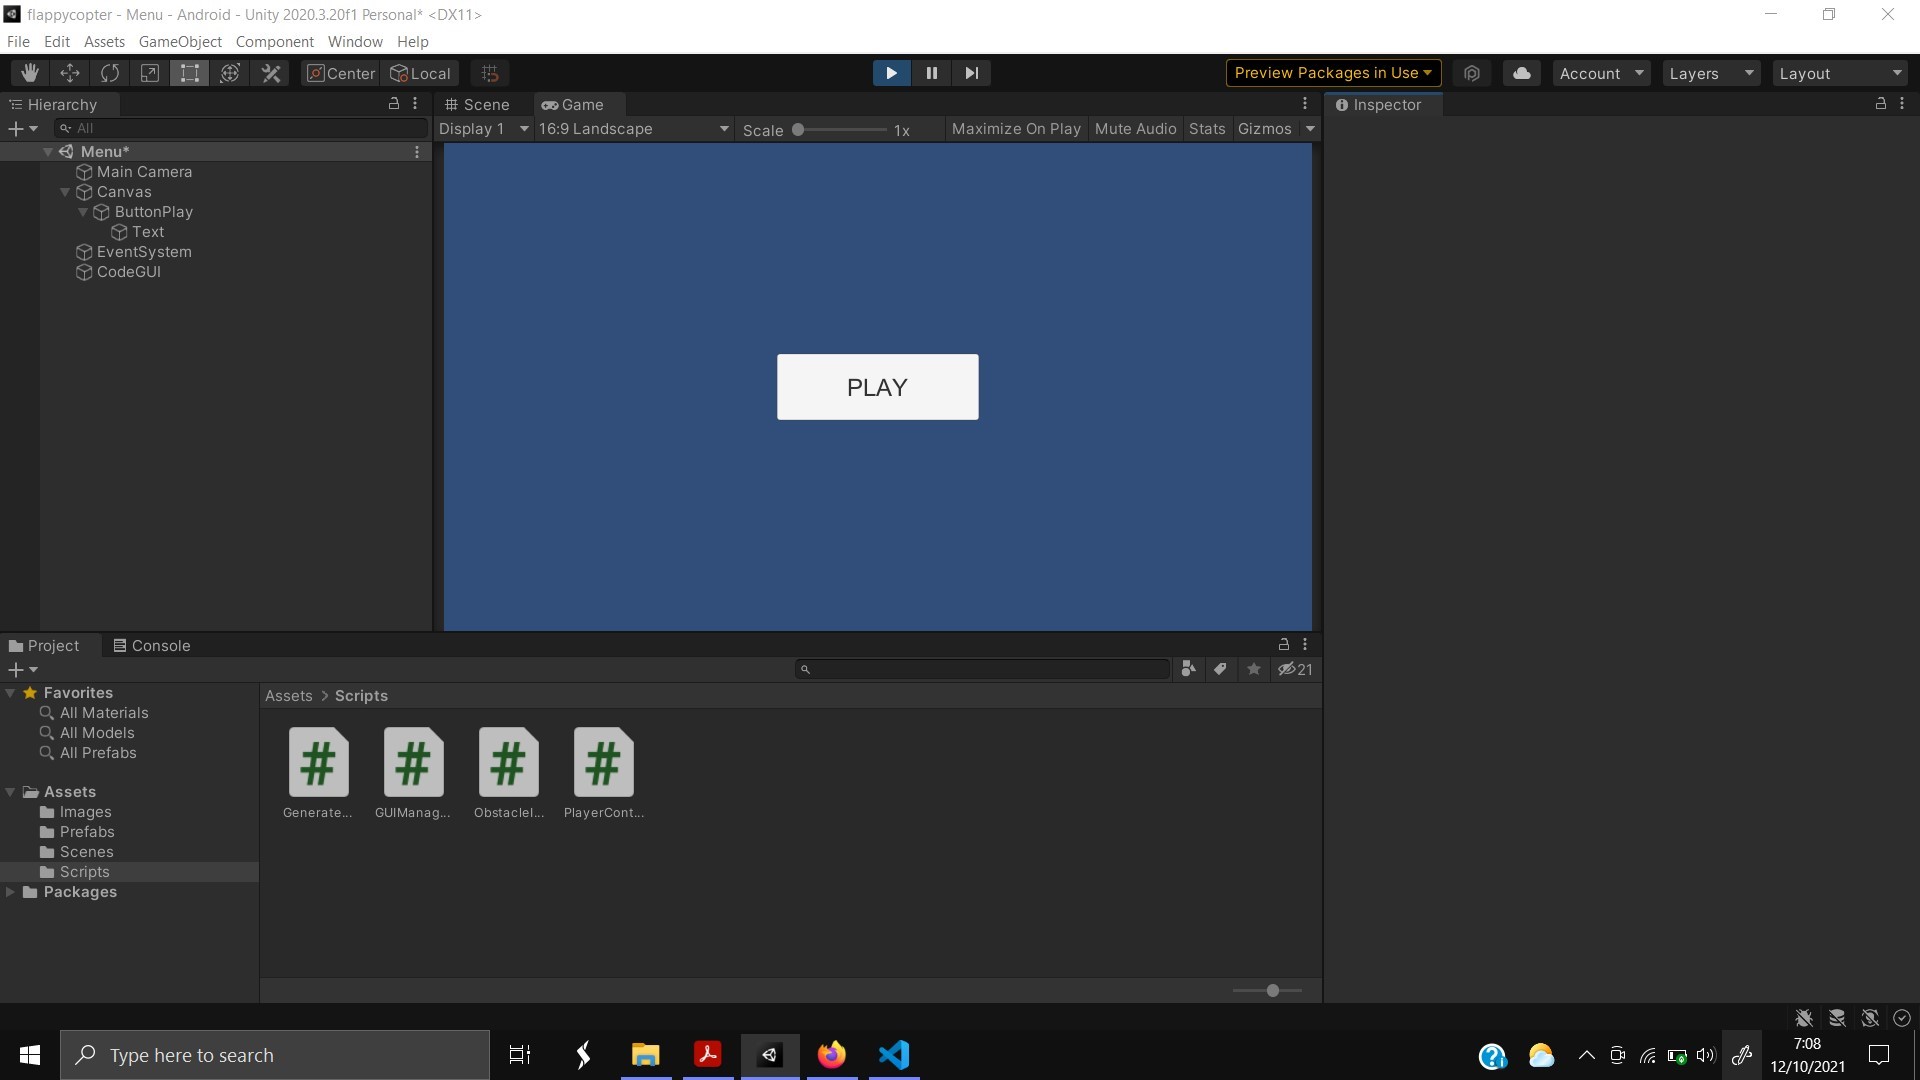 flappycopter - Menu - Android - Unity 2020.3.20f1 Personal* <DX11>
File Edit Assets GameObject Component Window Help
Center Local Preview Packages in Use Account Layers Layout
Hierarchy Scene Game Inspector
All Display 1 16:9 Landscape Scale 1x Maximize On Play Mute Audio Stats Gizmos
Menu*
Main Camera
Canvas
ButtonPlay
Text
EventSystem
CodeGUI
PLAY
Project Console
21
Favorites
All Materials
All Models
All Prefabs
Assets
Images
Prefabs
Scenes
Scripts
Packages
Assets > Scripts
Generate... GUIManag... ObstacleI... PlayerCont...
Type here to search
7:08
12/10/2021